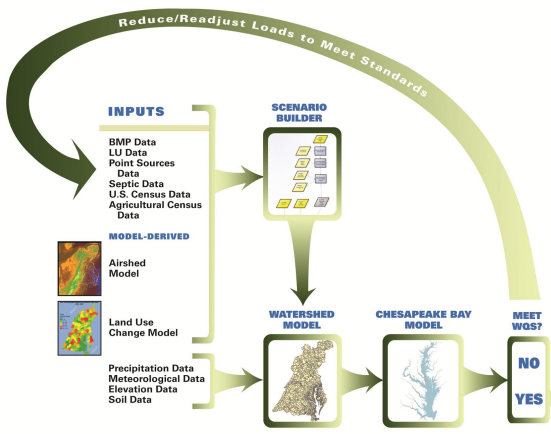 Reduce/Readjust Loads to Meet Standards
INPUTS
BMP Data
LU Data
Point Sources
Data
Septic Data
U.S. Census Data
Agricultural Census
Data
MODEL-DERIVED
Airshed
Model
Land Use
Change Model
Precipitation Data
Meteorological Data
Elevation Data
Soil Data
SCENARIO
BUILDER
WATERSHED
MODEL
CHESAPEAKE BAY
MODEL
MEET
WQS?
NO
YES